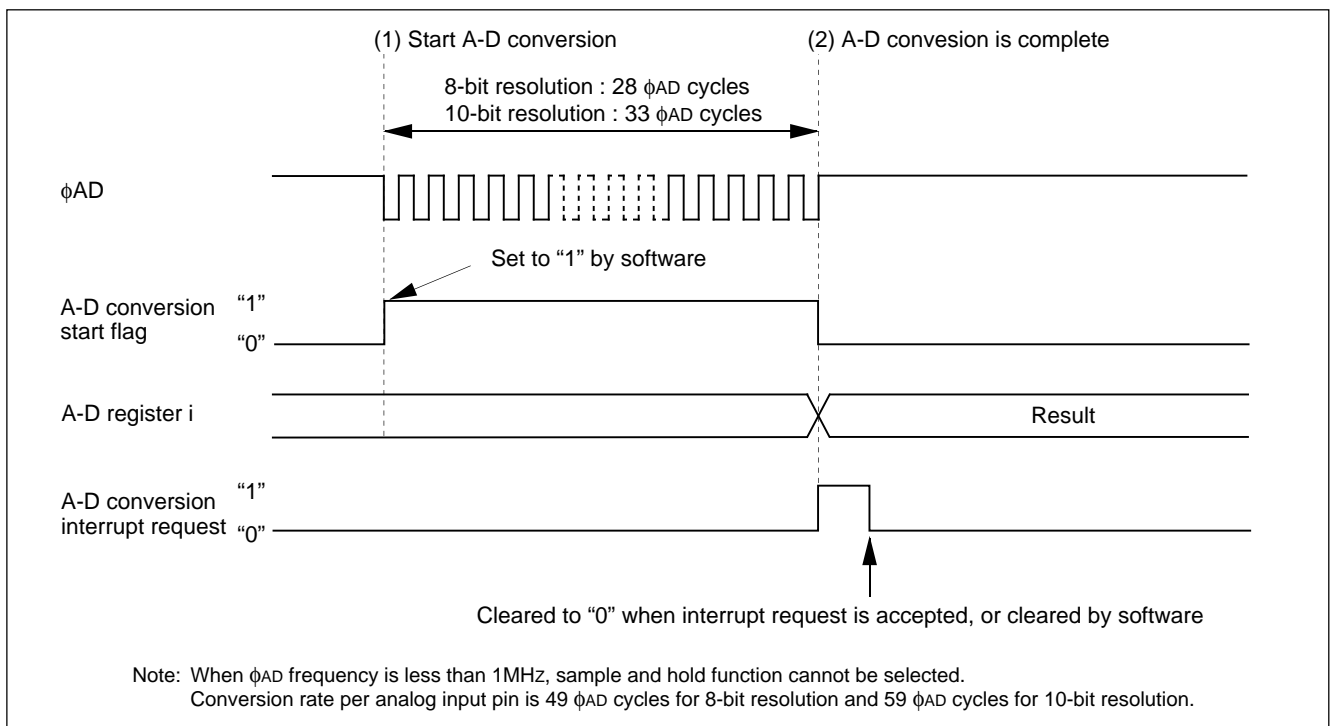 (1) Start A-D conversion
(2) A-D convesion is complete
8-bit resolution : 28 ϕAD cycles
10-bit resolution : 33 ϕAD cycles
ϕAD
Set to “1” by software
A-D conversion
start flag
“1”
“0”
A-D register i
Result
A-D conversion
interrupt request
“1”
“0”
Cleared to “0” when interrupt request is accepted, or cleared by software
Note: When ϕAD frequency is less than 1MHZ, sample and hold function cannot be selected.
Conversion rate per analog input pin is 49 ϕAD cycles for 8-bit resolution and 59 ϕAD cycles for 10-bit resolution.